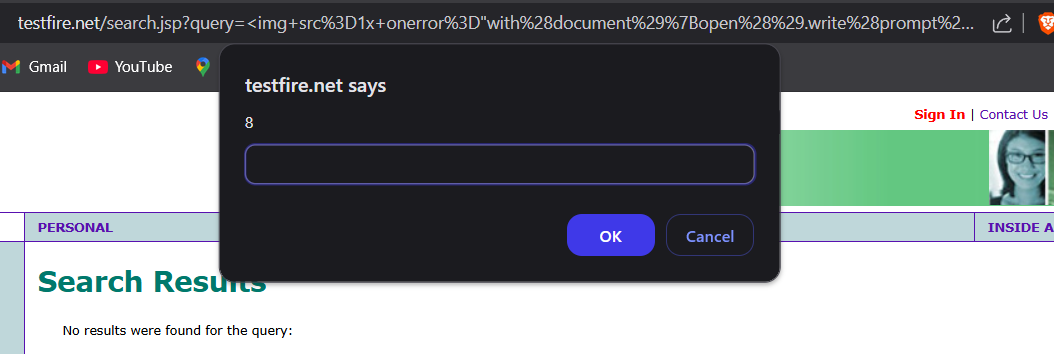 testfire.net/search.jsp?query=<img+src%3D1x+onerror%3D"with%28document%29%7Bopen%28%29.write%28prompt%2...
Gmail YouTube
testfire.net says
8
OK Cancel
Sign In | Contact Us
PERSONAL INSIDE A
Search Results
No results were found for the query: